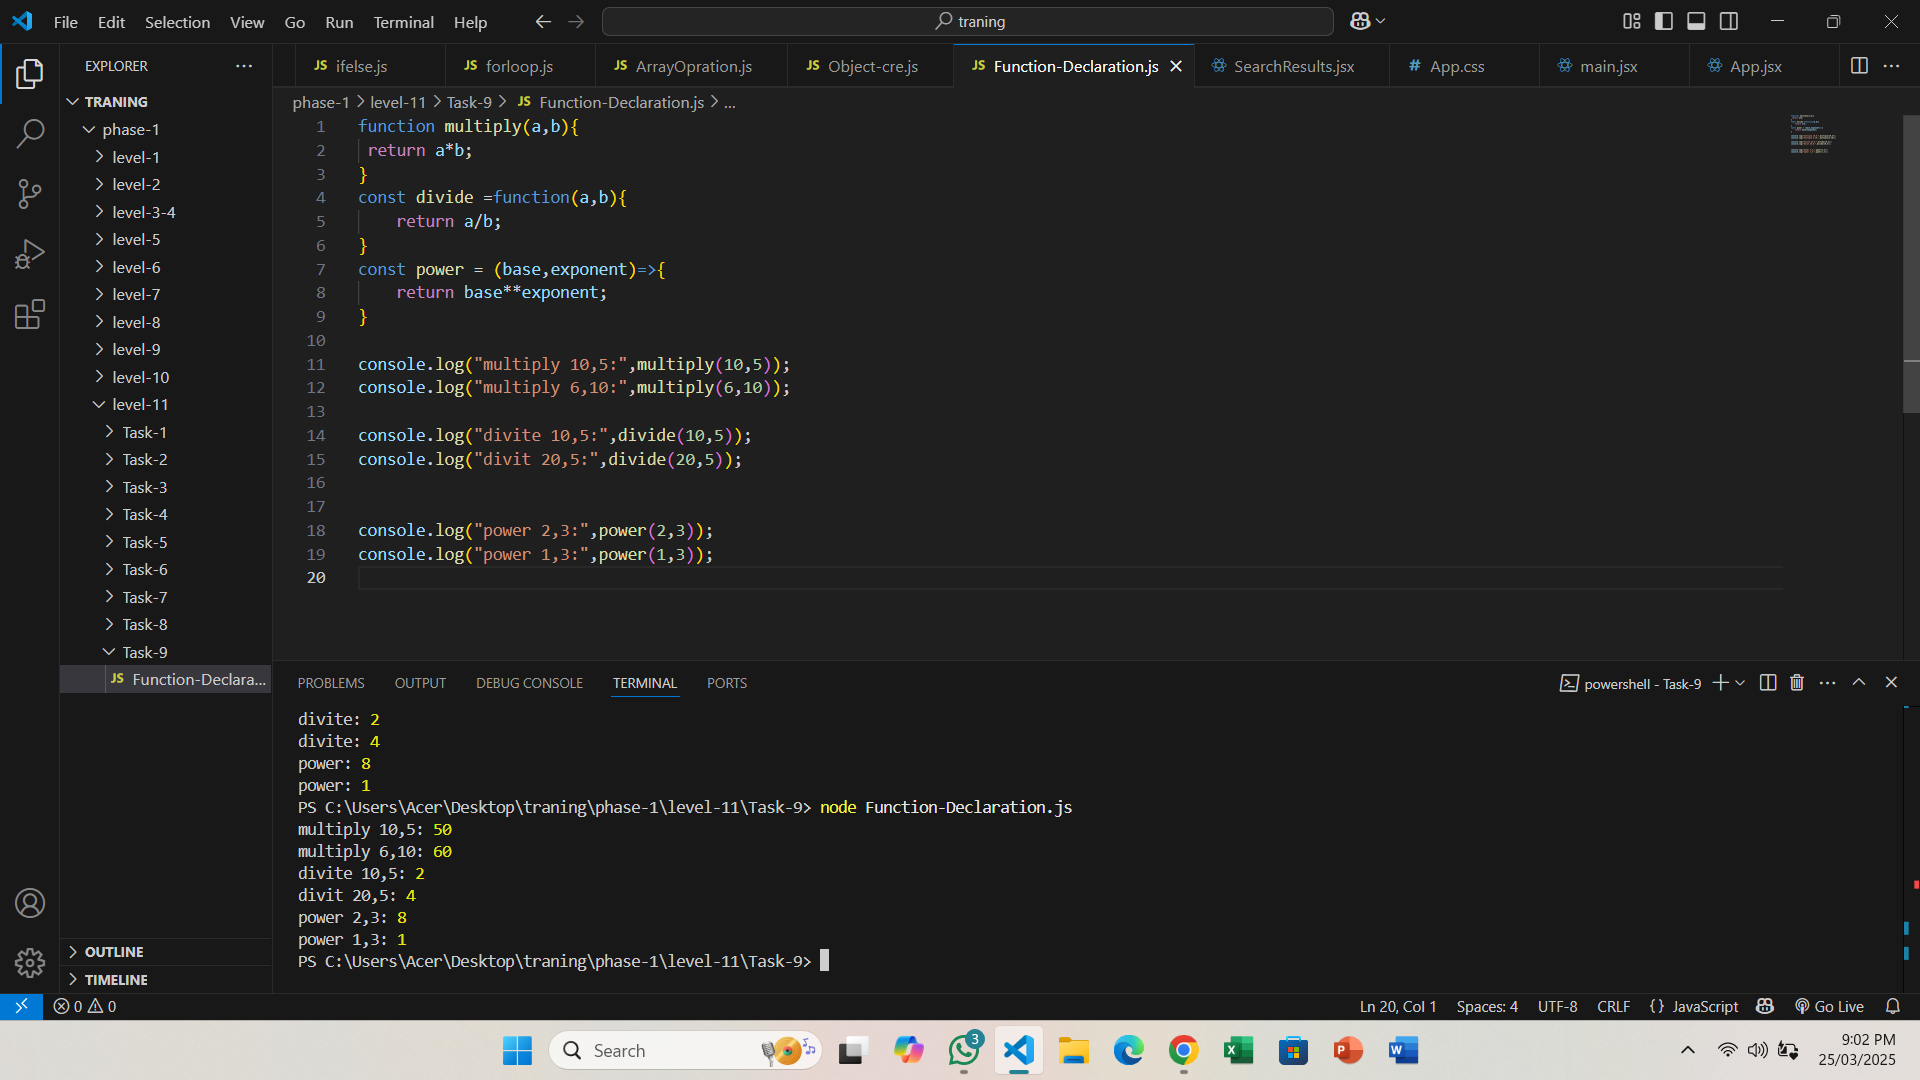 File Edit Selection View Go Run Terminal Help
traning
EXPLORER
TRANING
phase-1
level-1
level-2
level-3-4
level-5
level-6
level-7
level-8
level-9
level-10
level-11
Task-1
Task-2
Task-3
Task-4
Task-5
Task-6
Task-7
Task-8
Task-9
JS Function-Declara...
OUTLINE
TIMELINE
JS ifelse.js JS forloop.js JS ArrayOpration.js JS Object-cre.js JS Function-Declaration.js SearchResults.jsx # App.css main.jsx App.jsx
phase-1 > level-11 > Task-9 > JS Function-Declaration.js > ...
1 function multiply(a,b){
2 return a*b;
3 }
4 const divide =function(a,b){
5 return a/b;
6 }
7 const power = (base,exponent)=>{
8 return base**exponent;
9 }
10
11 console.log("multiply 10,5:",multiply(10,5));
12 console.log("multiply 6,10:",multiply(6,10));
13
14 console.log("divite 10,5:",divide(10,5));
15 console.log("divit 20,5:",divide(20,5));
16
17
18 console.log("power 2,3:",power(2,3));
19 console.log("power 1,3:",power(1,3));
20
PROBLEMS OUTPUT DEBUG CONSOLE TERMINAL PORTS
powershell - Task-9
divite: 2
divite: 4
power: 8
power: 1
PS C:\Users\Acer\Desktop\traning\phase-1\level-11\Task-9> node Function-Declaration.js
multiply 10,5: 50
multiply 6,10: 60
divite 10,5: 2
divit 20,5: 4
power 2,3: 8
power 1,3: 1
PS C:\Users\Acer\Desktop\traning\phase-1\level-11\Task-9>
0 0
Ln 20, Col 1 Spaces: 4 UTF-8 CRLF {} JavaScript Go Live
Search
3
9:02 PM
25/03/2025